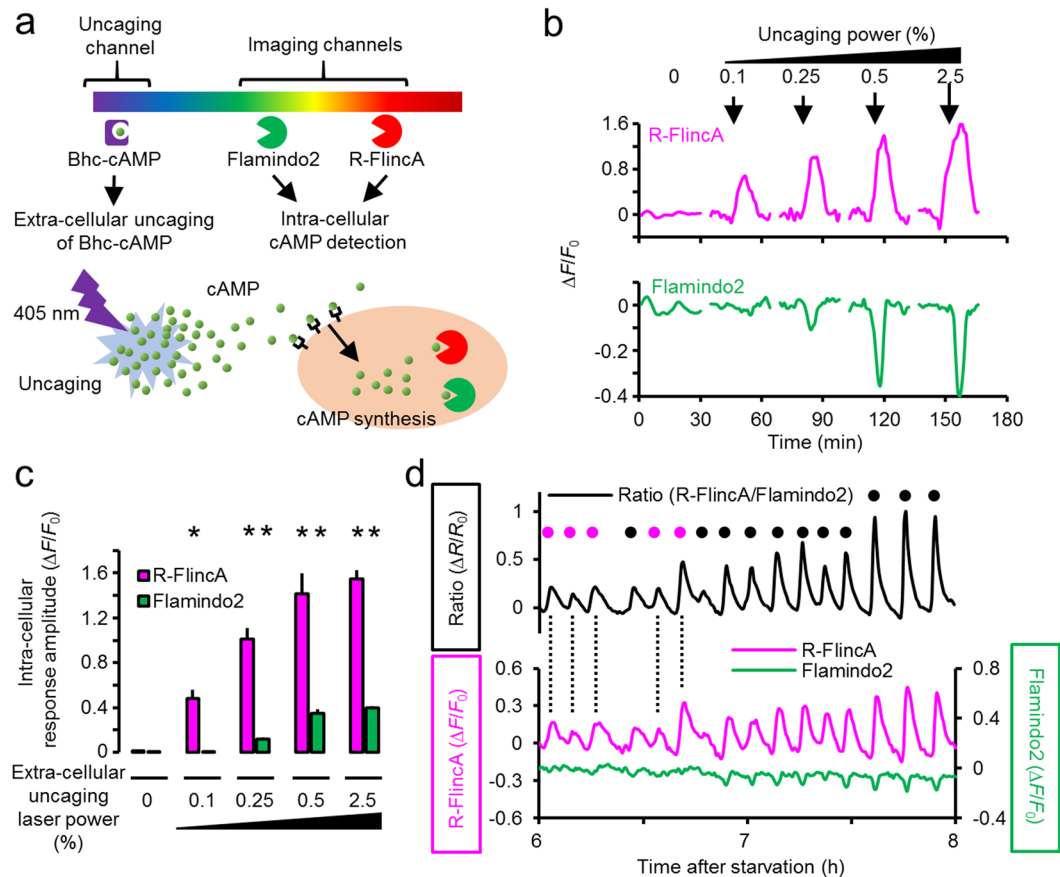 a
Uncaging
channel
Imaging channels
Bhc-cAMP
Flamindo2
R-FlincA
Extra-cellular uncaging
of Bhc-cAMP
Intra-cellular
cAMP detection
405 nm
cAMP
Uncaging
cAMP synthesis
b
Uncaging power (%)
0
0.1
0.25
0.5
2.5
1.6
0.8
0
R-FlincA
ΔF/F0
Flamindo2
0
-0.2
-0.4
0
30
60
90
120
150
180
Time (min)
c
Intra-cellular
response amplitude (ΔF/F0)
* ** ** **
R-FlincA
Flamindo2
1.6
1.2
0.8
0.4
0
Extra-cellular
uncaging
laser power
(%)
0
0.1
0.25
0.5
2.5
d
Ratio (ΔR/R0)
Ratio (R-FlincA/Flamindo2)
1
0.5
0
R-FlincA (ΔF/F0)
R-FlincA
Flamindo2
0.6
0.3
0
-0.3
-0.6
0.8
0.4
0
-0.4
Flamindo2 (ΔF/F0)
6
7
8
Time after starvation (h)